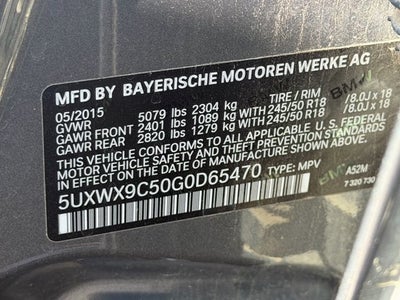 MFD. BY BAYERISCHE MOTOREN WERKE AG
05/2015 5079 lbs 2304 kg TIRE / RIM
GVWR
GAWR FRONT 2401 lbs 1089 kg WITH 245/50 R18 /8.0J x 18
GAWR REAR 2820 lbs 1279 kg WITH 245/50 R18 /8.0J x 18
THIS VEHICLE CONFORMS TO ALL APPLICABLE U.S. FEDERAL
MOTOR VEHICLE SAFETY, BUMPER AND THEFT PREVENTION
STANDARDS IN EFFECT ON THE DATE OF MANUFACTURE
SHOWN ABOVE.
5UXWX9C50G0D65470 TYPE: MPV
A52M
7 320 730